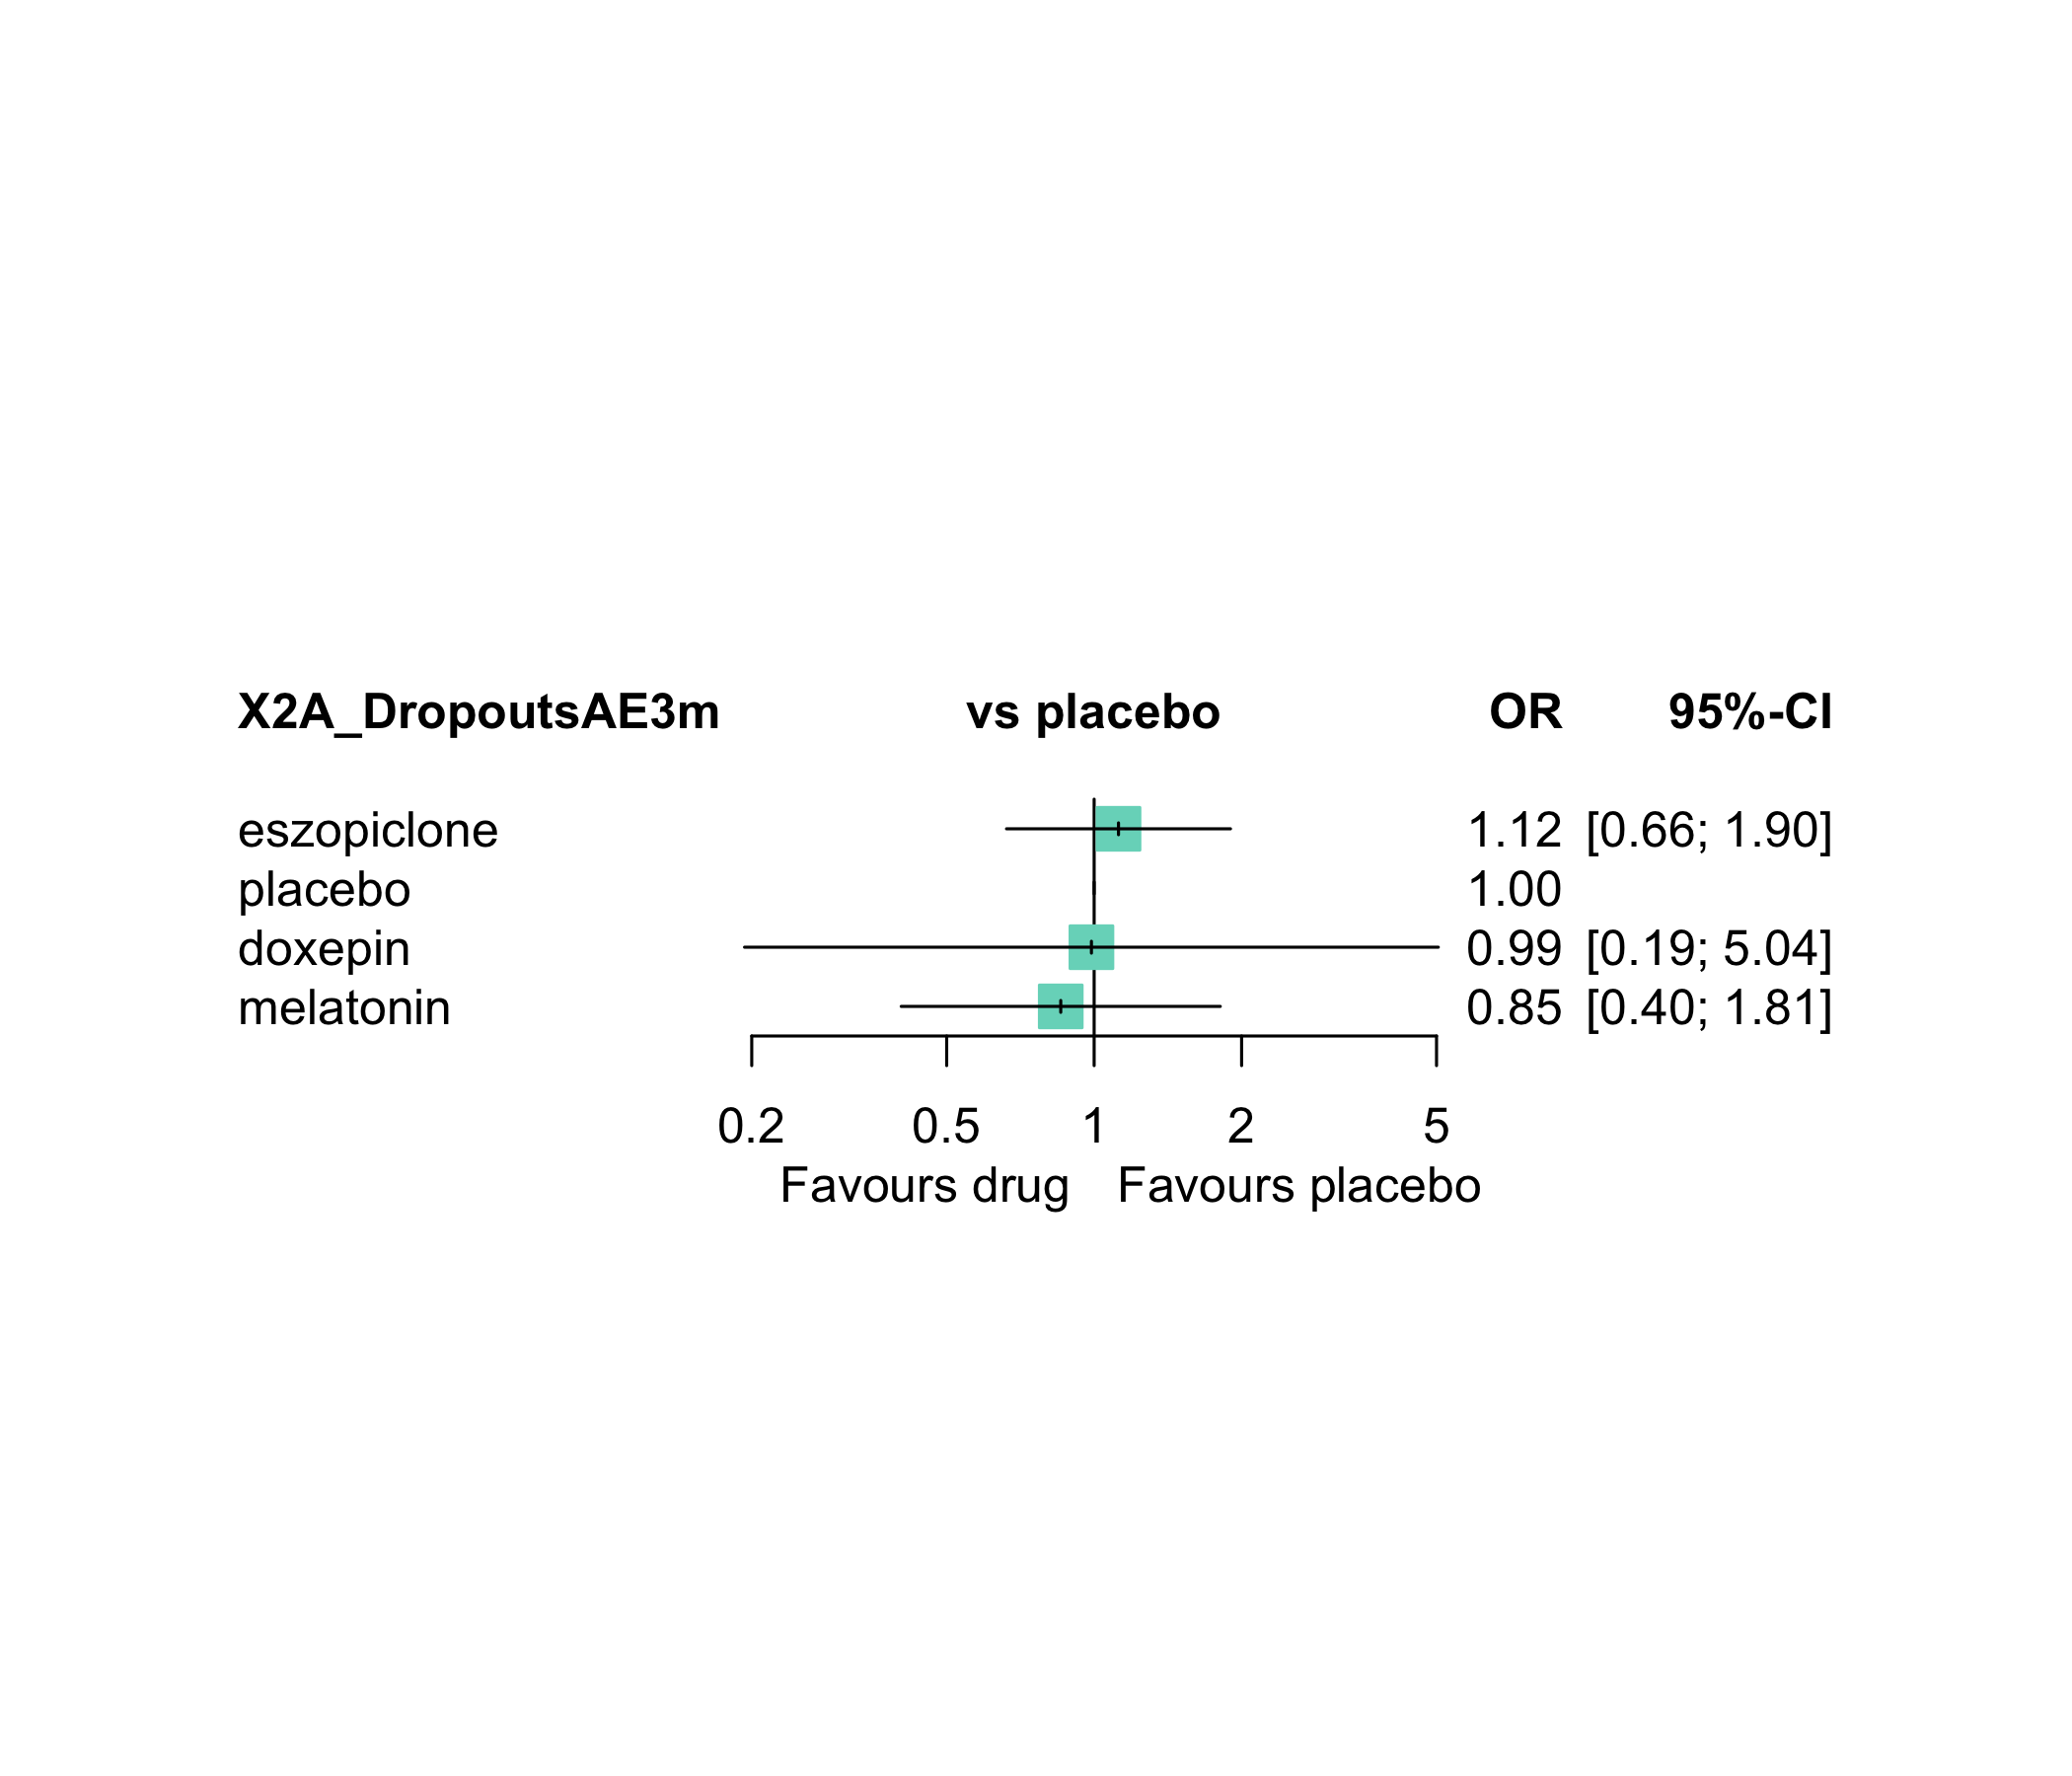 X2A_DropoutsAE3m vs placebo OR 95%-CI
eszopiclone 1.12 [0.66; 1.90]
placebo 1.00
doxepin 0.99 [0.19; 5.04]
melatonin 0.85 [0.40; 1.81]
0.2 0.5 1 2 5
Favours drug Favours placebo